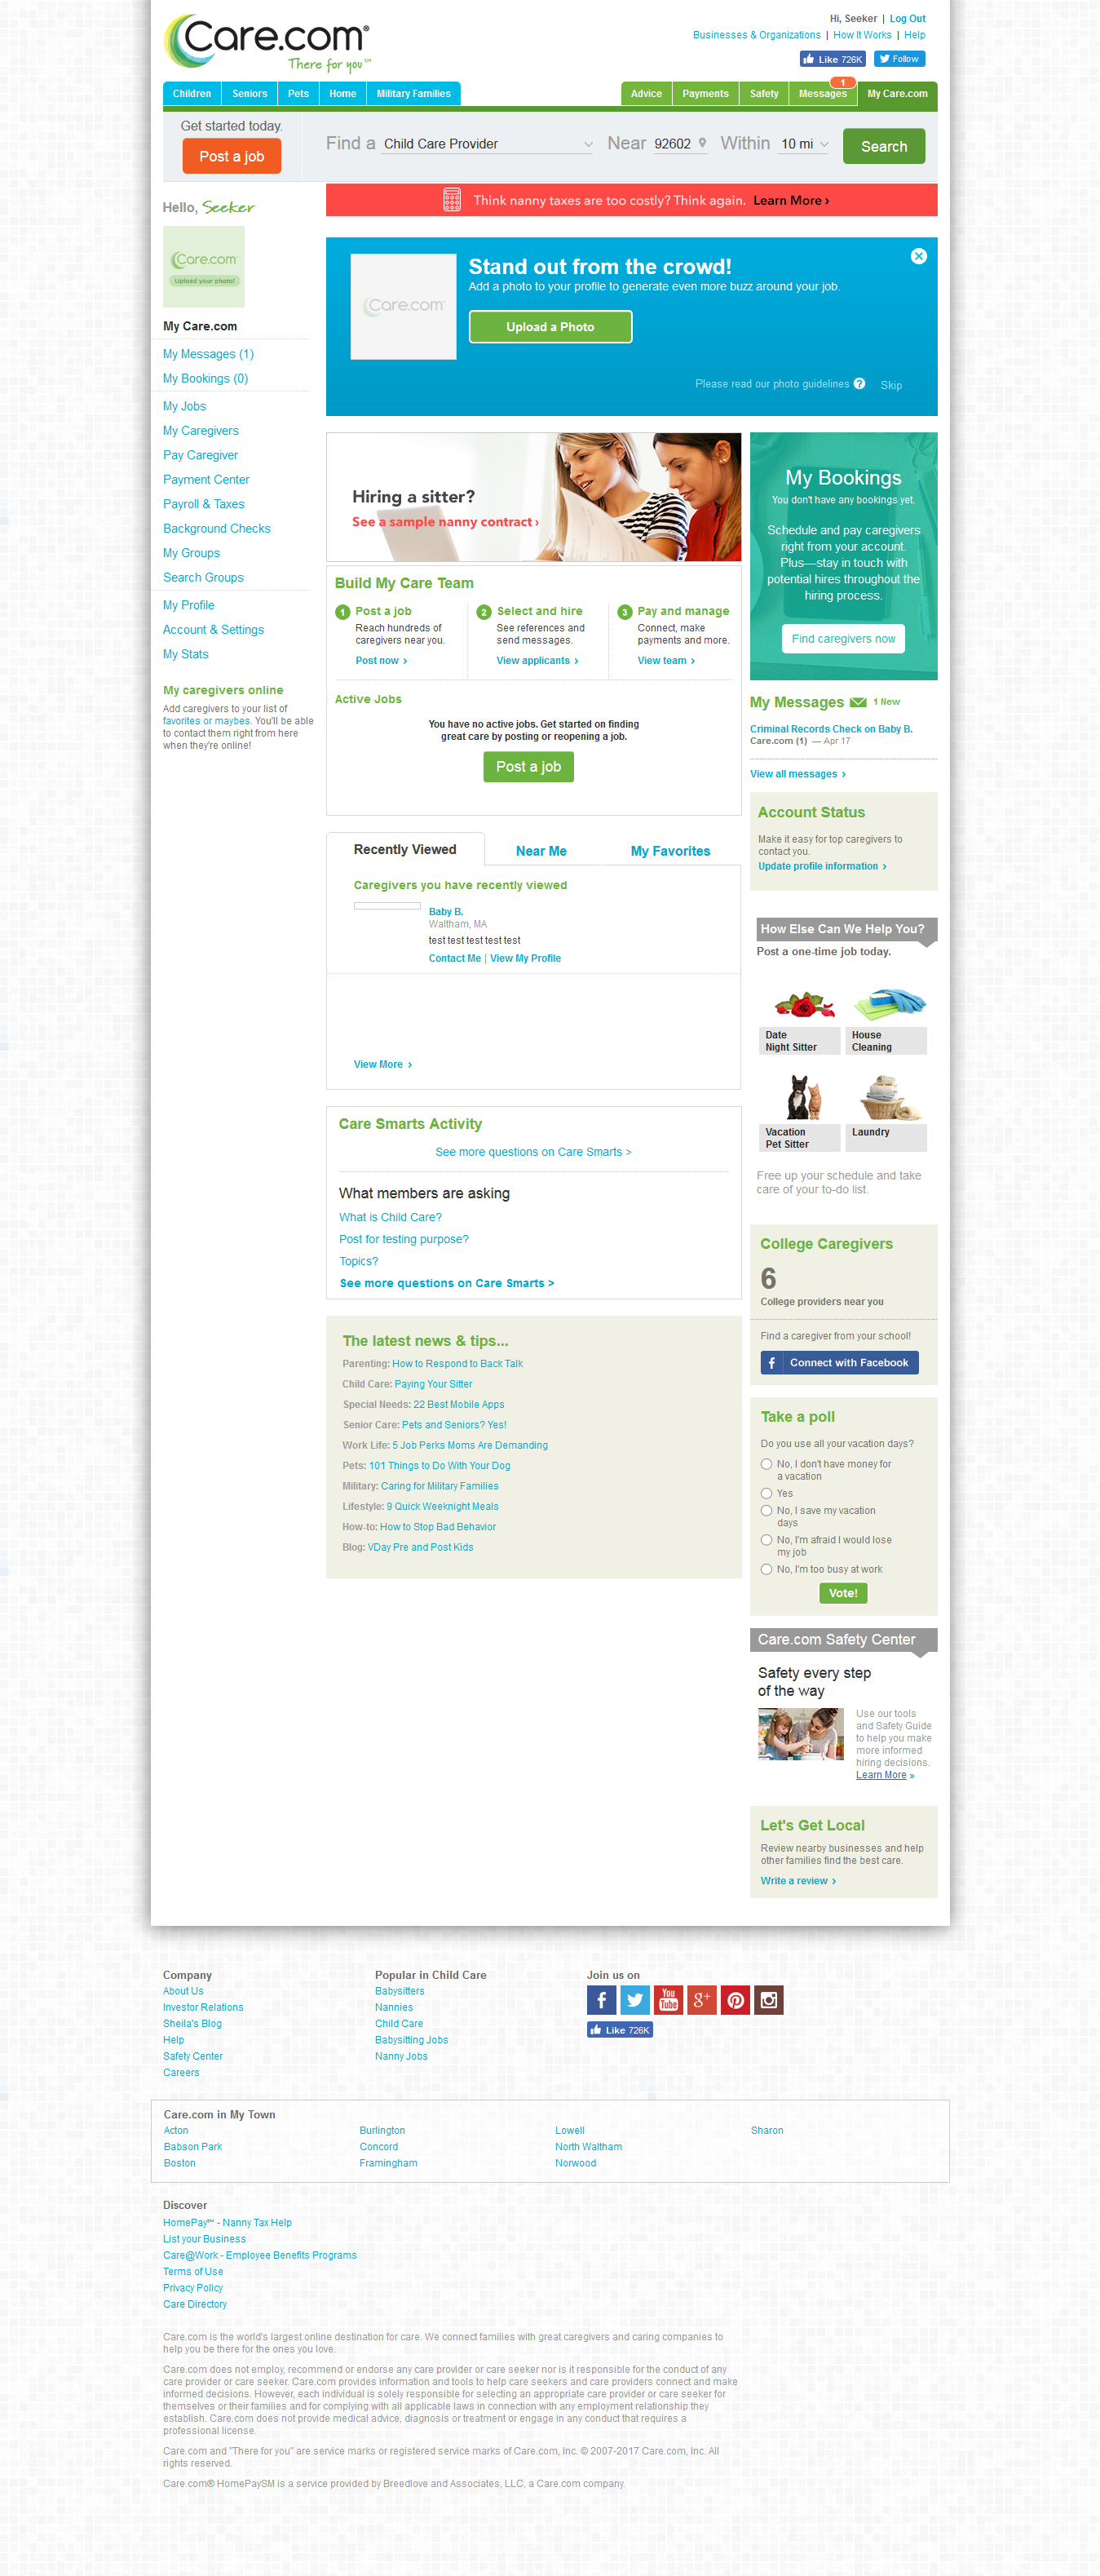 Care.com®
There for you℠
Hi, Seeker | Log Out
Businesses & Organizations | How It Works | Help
Like 726K
Follow
Children
Seniors
Pets
Home
Military Families
Advice
Payments
Safety
Messages
1
My Care.com
Get started today.
Post a job
Find a Child Care Provider
Near 92602
Within 10 mi
Search
Think nanny taxes are too costly? Think again. Learn More ›
Hello, Seeker
Care.com
Upload your photo!
My Care.com
My Messages (1)
My Bookings (0)
My Jobs
My Caregivers
Pay Caregiver
Payment Center
Payroll & Taxes
Background Checks
My Groups
Search Groups
My Profile
Account & Settings
My Stats
My caregivers online
Add caregivers to your list of
favorites or maybes. You'll be able
to contact them right from here
when they're online!
Care.com
Stand out from the crowd!
Add a photo to your profile to generate even more buzz around your job.
Upload a Photo
Please read our photo guidelines ?
Skip
Hiring a sitter?
See a sample nanny contract ›
Build My Care Team
1 Post a job
Reach hundreds of
caregivers near you.
Post now ›
2 Select and hire
See references and
send messages.
View applicants ›
3 Pay and manage
Connect, make
payments and more.
View team ›
Active Jobs
You have no active jobs. Get started on finding
great care by posting or reopening a job.
Post a job
Recently Viewed
Near Me
My Favorites
Caregivers you have recently viewed
Baby B.
Waltham, MA
test test test test test
Contact Me | View My Profile
View More ›
Care Smarts Activity
See more questions on Care Smarts >
What members are asking
What is Child Care?
Post for testing purpose?
Topics?
See more questions on Care Smarts >
The latest news & tips...
Parenting: How to Respond to Back Talk
Child Care: Paying Your Sitter
Special Needs: 22 Best Mobile Apps
Senior Care: Pets and Seniors? Yes!
Work Life: 5 Job Perks Moms Are Demanding
Pets: 101 Things to Do With Your Dog
Military: Caring for Military Families
Lifestyle: 9 Quick Weeknight Meals
How-to: How to Stop Bad Behavior
Blog: VDay Pre and Post Kids
My Bookings
You don't have any bookings yet.
Schedule and pay caregivers
right from your account.
Plus—stay in touch with
potential hires throughout the
hiring process.
Find caregivers now
My Messages 1 New
Criminal Records Check on Baby B.
Care.com (1) — Apr 17
View all messages ›
Account Status
Make it easy for top caregivers to
contact you.
Update profile information ›
How Else Can We Help You?
Post a one-time job today.
Date
Night Sitter
House
Cleaning
Vacation
Pet Sitter
Laundry
Free up your schedule and take
care of your to-do list.
College Caregivers
6
College providers near you
Find a caregiver from your school!
Connect with Facebook
Take a poll
Do you use all your vacation days?
No, I don't have money for
a vacation
Yes
No, I save my vacation
days
No, I'm afraid I would lose
my job
No, I'm too busy at work
Vote!
Care.com Safety Center
Safety every step
of the way
Use our tools
and Safety Guide
to help you make
more informed
hiring decisions.
Learn More »
Let's Get Local
Review nearby businesses and help
other families find the best care.
Write a review ›
Company
About Us
Investor Relations
Sheila's Blog
Help
Safety Center
Careers
Popular in Child Care
Babysitters
Nannies
Child Care
Babysitting Jobs
Nanny Jobs
Join us on
You Tube
g+
Like 726K
Care.com in My Town
Acton
Babson Park
Boston
Burlington
Concord
Framingham
Lowell
North Waltham
Norwood
Sharon
Discover
HomePay℠ - Nanny Tax Help
List your Business
Care@Work - Employee Benefits Programs
Terms of Use
Privacy Policy
Care Directory
Care.com is the world's largest online destination for care. We connect families with great caregivers and caring companies to
help you be there for the ones you love.
Care.com does not employ, recommend or endorse any care provider or care seeker nor is it responsible for the conduct of any
care provider or care seeker. Care.com provides information and tools to help care seekers and care providers connect and make
informed decisions. However, each individual is solely responsible for selecting an appropriate care provider or care seeker for
themselves or their families and for complying with all applicable laws in connection with any employment relationship they
establish. Care.com does not provide medical advice, diagnosis or treatment or engage in any conduct that requires a
professional license.
Care.com and "There for you" are service marks or registered service marks of Care.com, Inc. © 2007-2017 Care.com, Inc. All
rights reserved.
Care.com® HomePaySM is a service provided by Breedlove and Associates, LLC, a Care.com company.